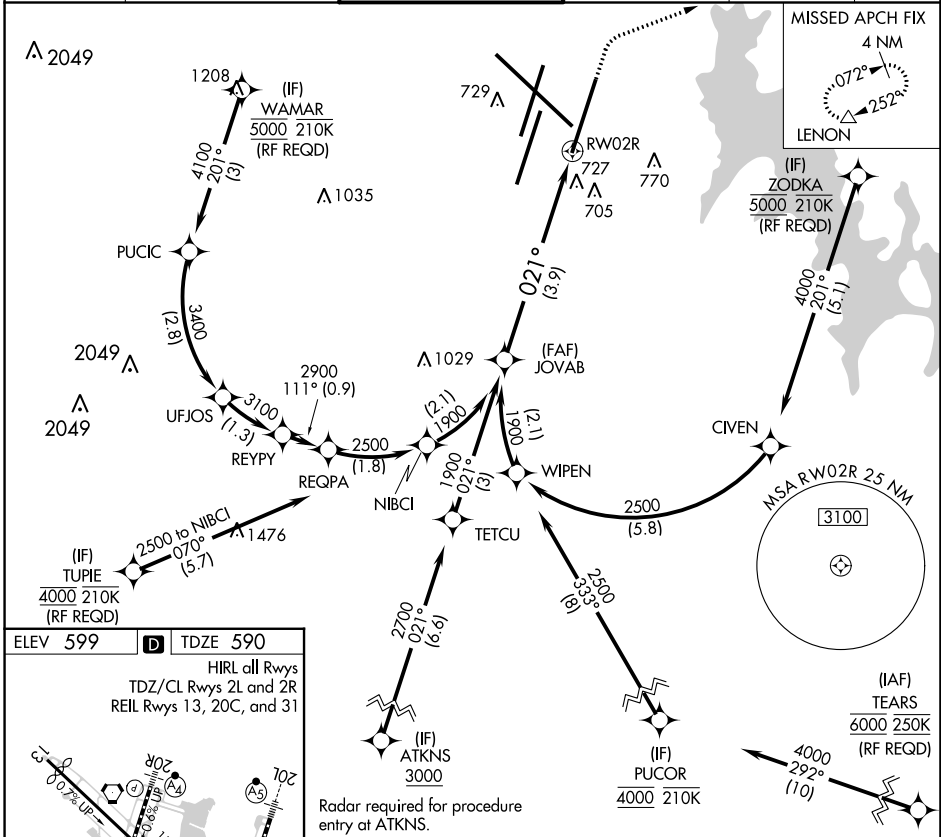 MISSED APCH FIX
4 NM
072°
252°
LENON
2049
1208
(IF)
WAMAR
5000 210K
(RF REQD)
729
RW02R
727
705
770
(IF)
ZODKA
5000 210K
(RF REQD)
4100
201°
(3)
1035
PUCIC
021°
(3.9)
4000
201°
(5.1)
3400
(2.8)
2049
2049
1029
(FAF)
JOVAB
2900
111° (0.9)
UFJOS
3100
(1.3)
REYPY
REQPA
2500
(1.8)
NIBCI
(2.1)
1900
1900
(2.1)
1900
021°
(3)
WIPEN
CIVEN
2500
(5.8)
TETCU
MSA RW02R 25 NM
3100
2500 to NIBCI
070°
(5.7)
1476
(IF)
TUPIE
4000 210K
(RF REQD)
2700
021°
(6.6)
2500
333°
(8)
(IF)
ATKNS
3000
Radar required for procedure
entry at ATKNS.
(IF)
PUCOR
4000 210K
(IAF)
TEARS
6000 250K
(RF REQD)
4000
292°
(10)
ELEV 599
D
TDZE 590
HIRL all Rwys
TDZ/CL Rwys 2L and 2R
REIL Rwys 13, 20C, and 31
13
0.7% UP
P
20R
A4
0.6% UP
A5
20L